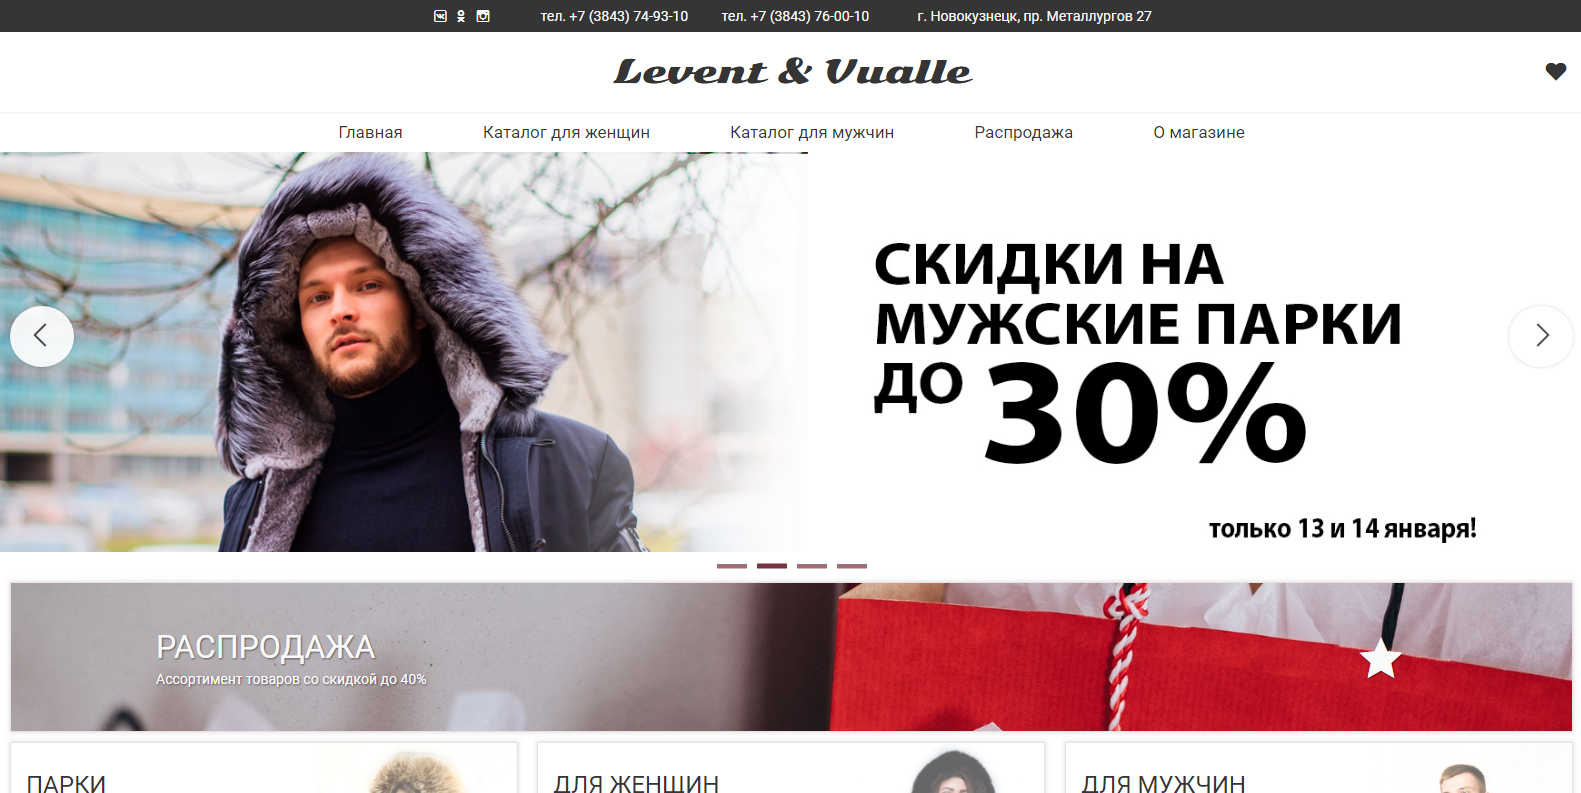 тел. +7 (3843) 74-93-10 тел. +7 (3843) 76-00-10 г. Новокузнецк, пр. Металлургов 27
Levent & Vualle
Главная Каталог для женщин Каталог для мужчин Распродажа О магазине
СКИДКИ НА
МУЖСКИЕ ПАРКИ
ДО 30%
только 13 и 14 января!
РАСПРОДАЖА
Ассортимент товаров со скидкой до 40%
ПАРКИ ДЛЯ ЖЕНЩИН ДЛЯ МУЖЧИН